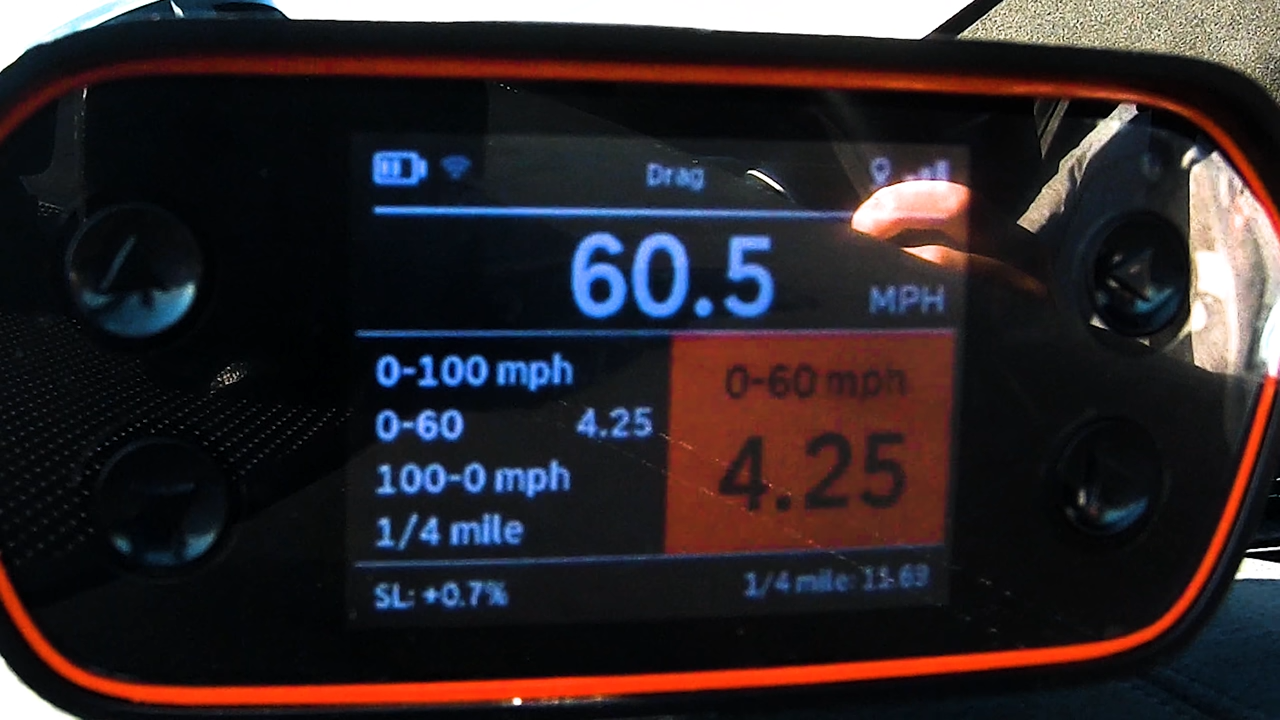 Drag
60.5
MPH
0-100 mph
0-60 4.25
100-0 mph
1/4 mile
0-60 mph
4.25
SL: +0.7%
1/4 mile: